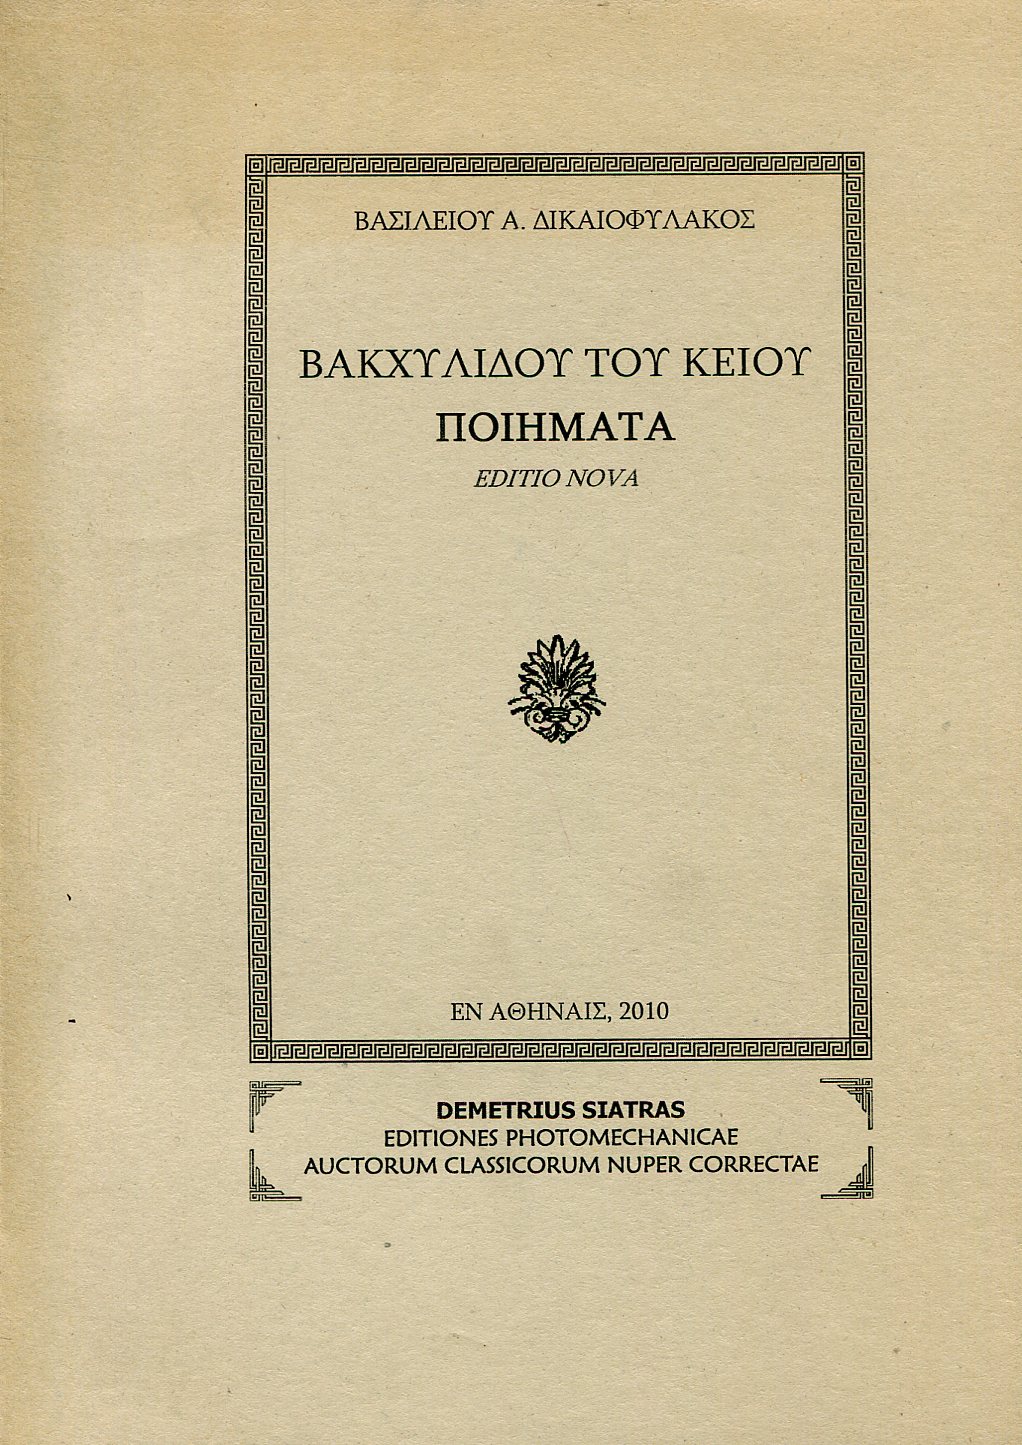 ΒΑΣΙΛΕΙΟΥ Α. ΔΙΚΑΙΟΦΥΛΑΚΟΣ
ΒΑΚΧΥΛΙΔΟΥ ΤΟΥ ΚΕΙΟΥ
ΠΟΙΗΜΑΤΑ
EDITIO NOVA
ΕΝ ΑΘΗΝΑΙΣ, 2010
DEMETRIUS SIATRAS
EDITIONES PHOTOMECHANICAE
AUCTORUM CLASSICORUM NUPER CORRECTAE